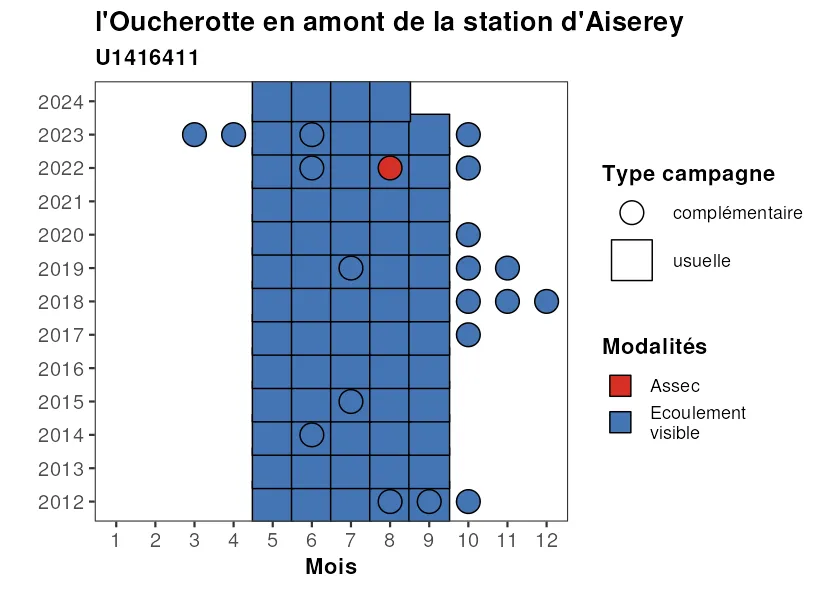 l'Oucherotte en amont de la station d'Aiserey
U1416411
2024
2023
2022
2021
2020
2019
2018
2017
2016
2015
2014
2013
2012
1 2 3 4 5 6 7 8 9 10 11 12
Mois
Type campagne
complémentaire
usuelle
Modalités
Assec
Ecoulement
visible